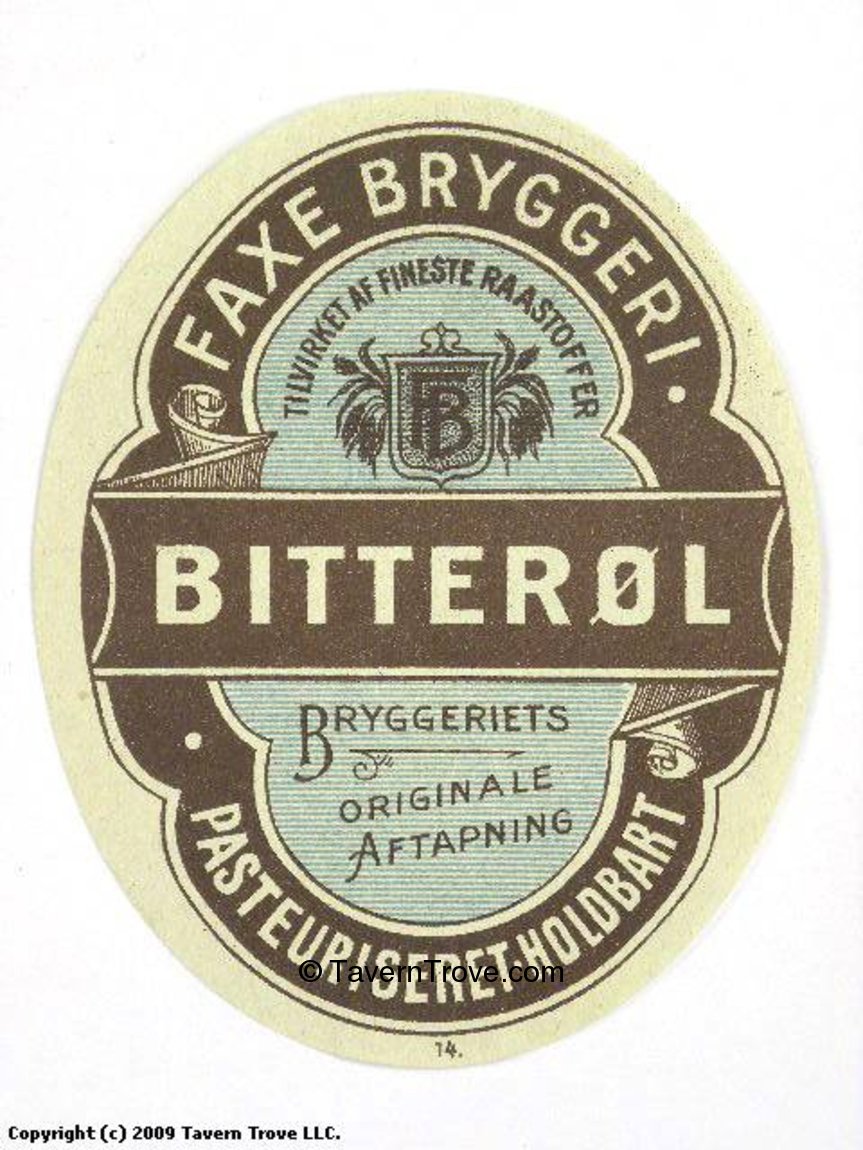 FAXE BRYGGERI
TILVIRKET AF FINESTE RAASTOFFER
FB
BITTERØL
BRYGGERIETS
ORIGINALE
AFTAPNING
PASTEURISERET.HOLDBART
© TavernTrove.com
14.
Copyright (c) 2009 Tavern Trove LLC.